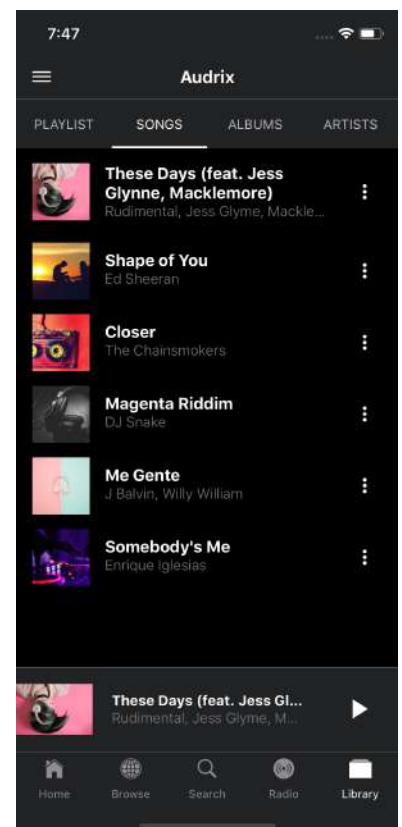 7:47
Audrix
PLAYLIST SONGS ALBUMS ARTISTS
These Days (feat. Jess
Glynne, Macklemore)
Rudimental, Jess Glyme, Mackle...
Shape of You
Ed Sheeran
Closer
The Chainsmokers
Magenta Riddim
DJ Snake
Me Gente
J Balvin, Willy William
Somebody's Me
Enrique Iglesias
These Days (feat. Jess Gl...
Rudimental, Jess Glyme, M...
Home Browse Search Radio Library